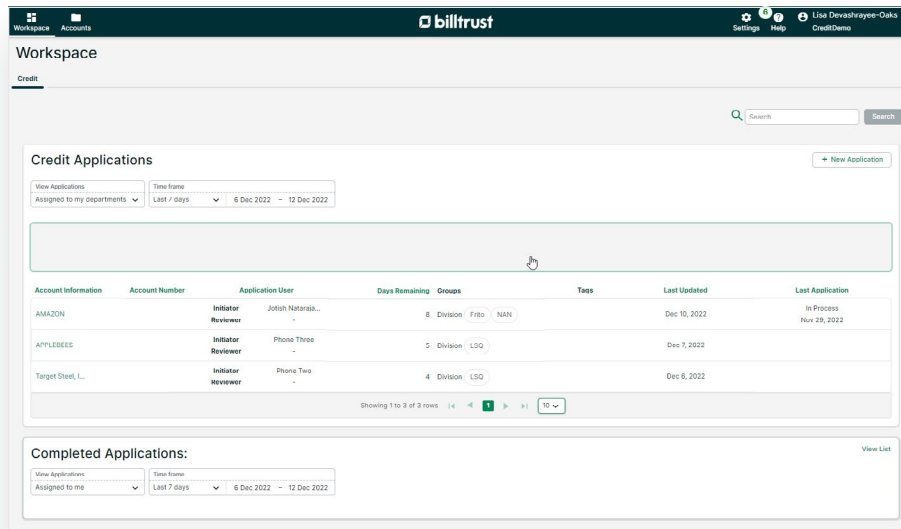 Workspace Accounts billtrust Settings 6 Help Lisa Devashrayee-Oaks
CreditDemo
Workspace
Credit
Search Search
Credit Applications + New Application
View Applications Time frame
Assigned to my departments Last 7 days 6 Dec 2022 – 12 Dec 2022
Account Information Account Number Application User Days Remaining Groups Tags Last Updated Last Application
AMAZON Initiator Jotish Nataraja... 8 Division Frito NAN Dec 10, 2022 In Process
Reviewer - Nov 29, 2022
APPLEBEES Initiator Phone Three 5 Division LSQ Dec 7, 2022
Reviewer -
Target Steel, I... Initiator Phone Two 4 Division LSQ Dec 6, 2022
Reviewer -
Showing 1 to 3 of 3 rows 1 10
Completed Applications: View List
View Applications Time frame
Assigned to me Last 7 days 6 Dec 2022 – 12 Dec 2022